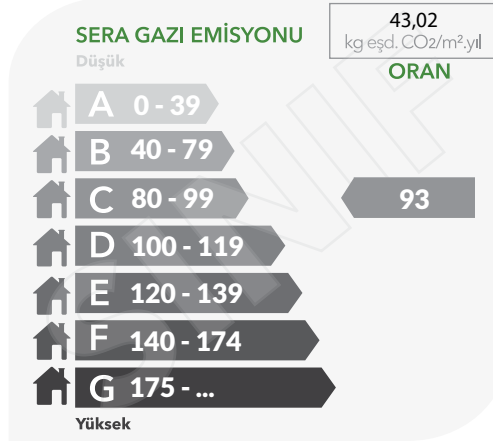 SERA GAZI EMİSYONU
43,02
kg eşd. CO2/m².yıl
Düşük
ORAN
A 0 - 39
B 40 - 79
C 80 - 99 93
D 100 - 119
E 120 - 139
F 140 - 174
G 175 - ...
Yüksek
SINIF